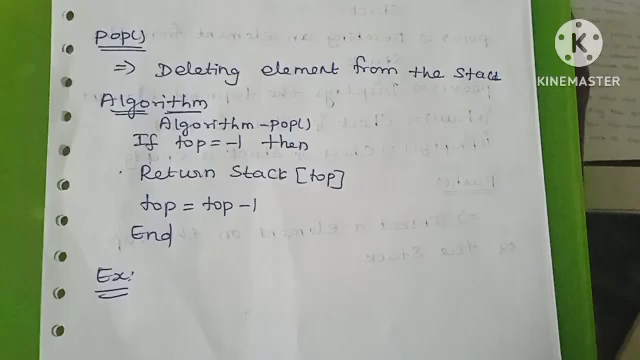 POP()
⇒ Deleting element from the stack
Algorithm
Algorithm-POP()
If top = -1 then
Return Stack [top]
top = top - 1
End
Ex:
KINEMASTER